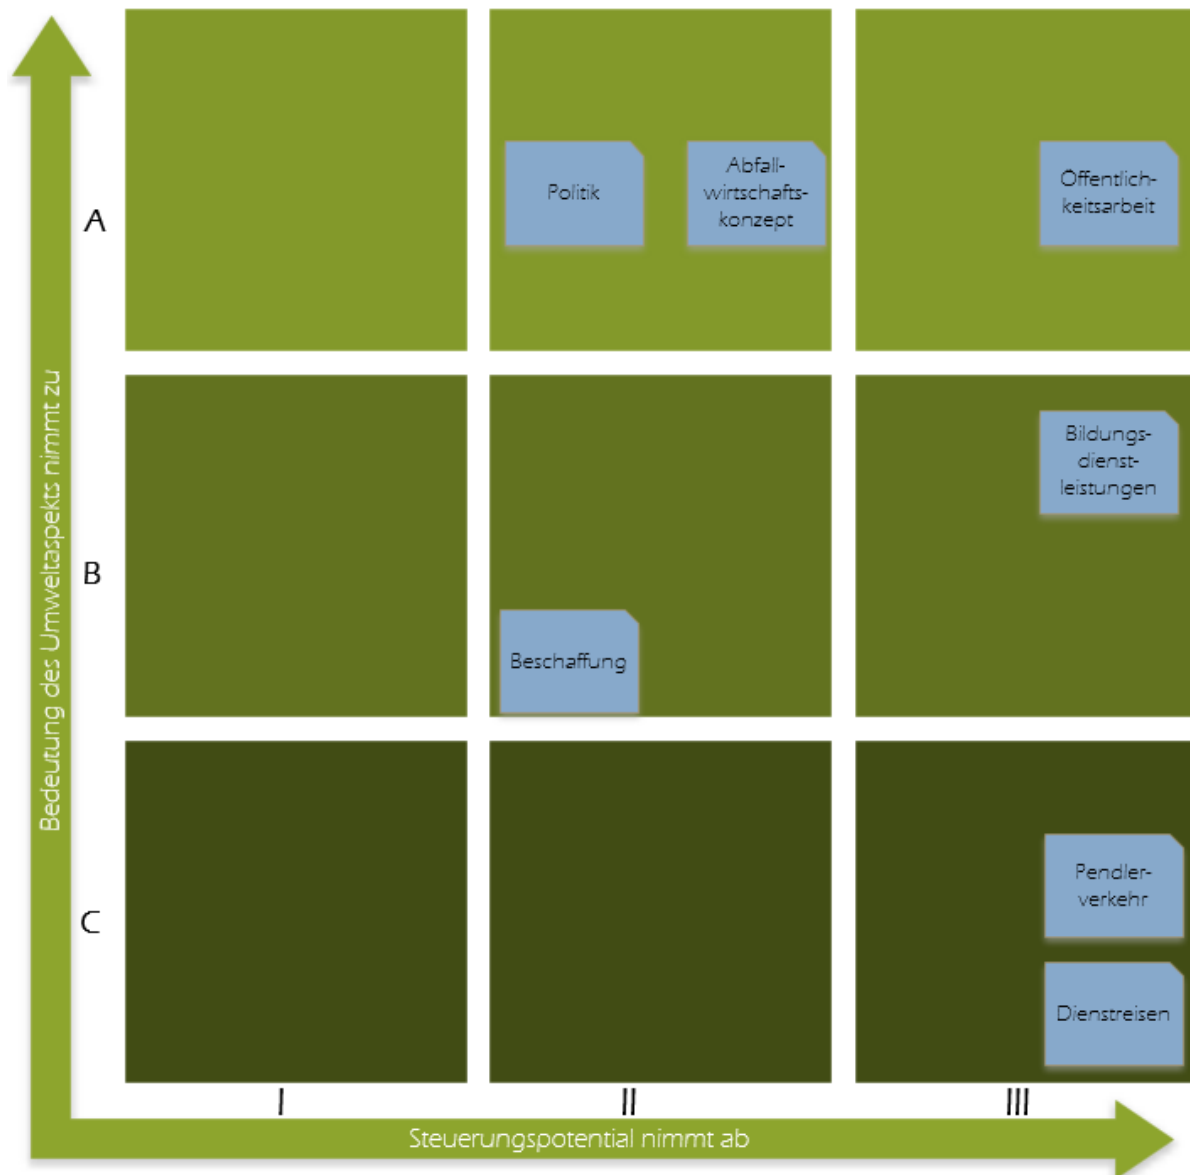 Bedeutung des Umweltaspekts nimmt zu
A
Politik
Abfall-
wirtschafts-
konzept
Öffentlich-
keitsarbeit
B
Bildungs-
dienst-
leistungen
Beschaffung
C
Pendler-
verkehr
Dienstreisen
I
II
III
Steuerungspotential nimmt ab